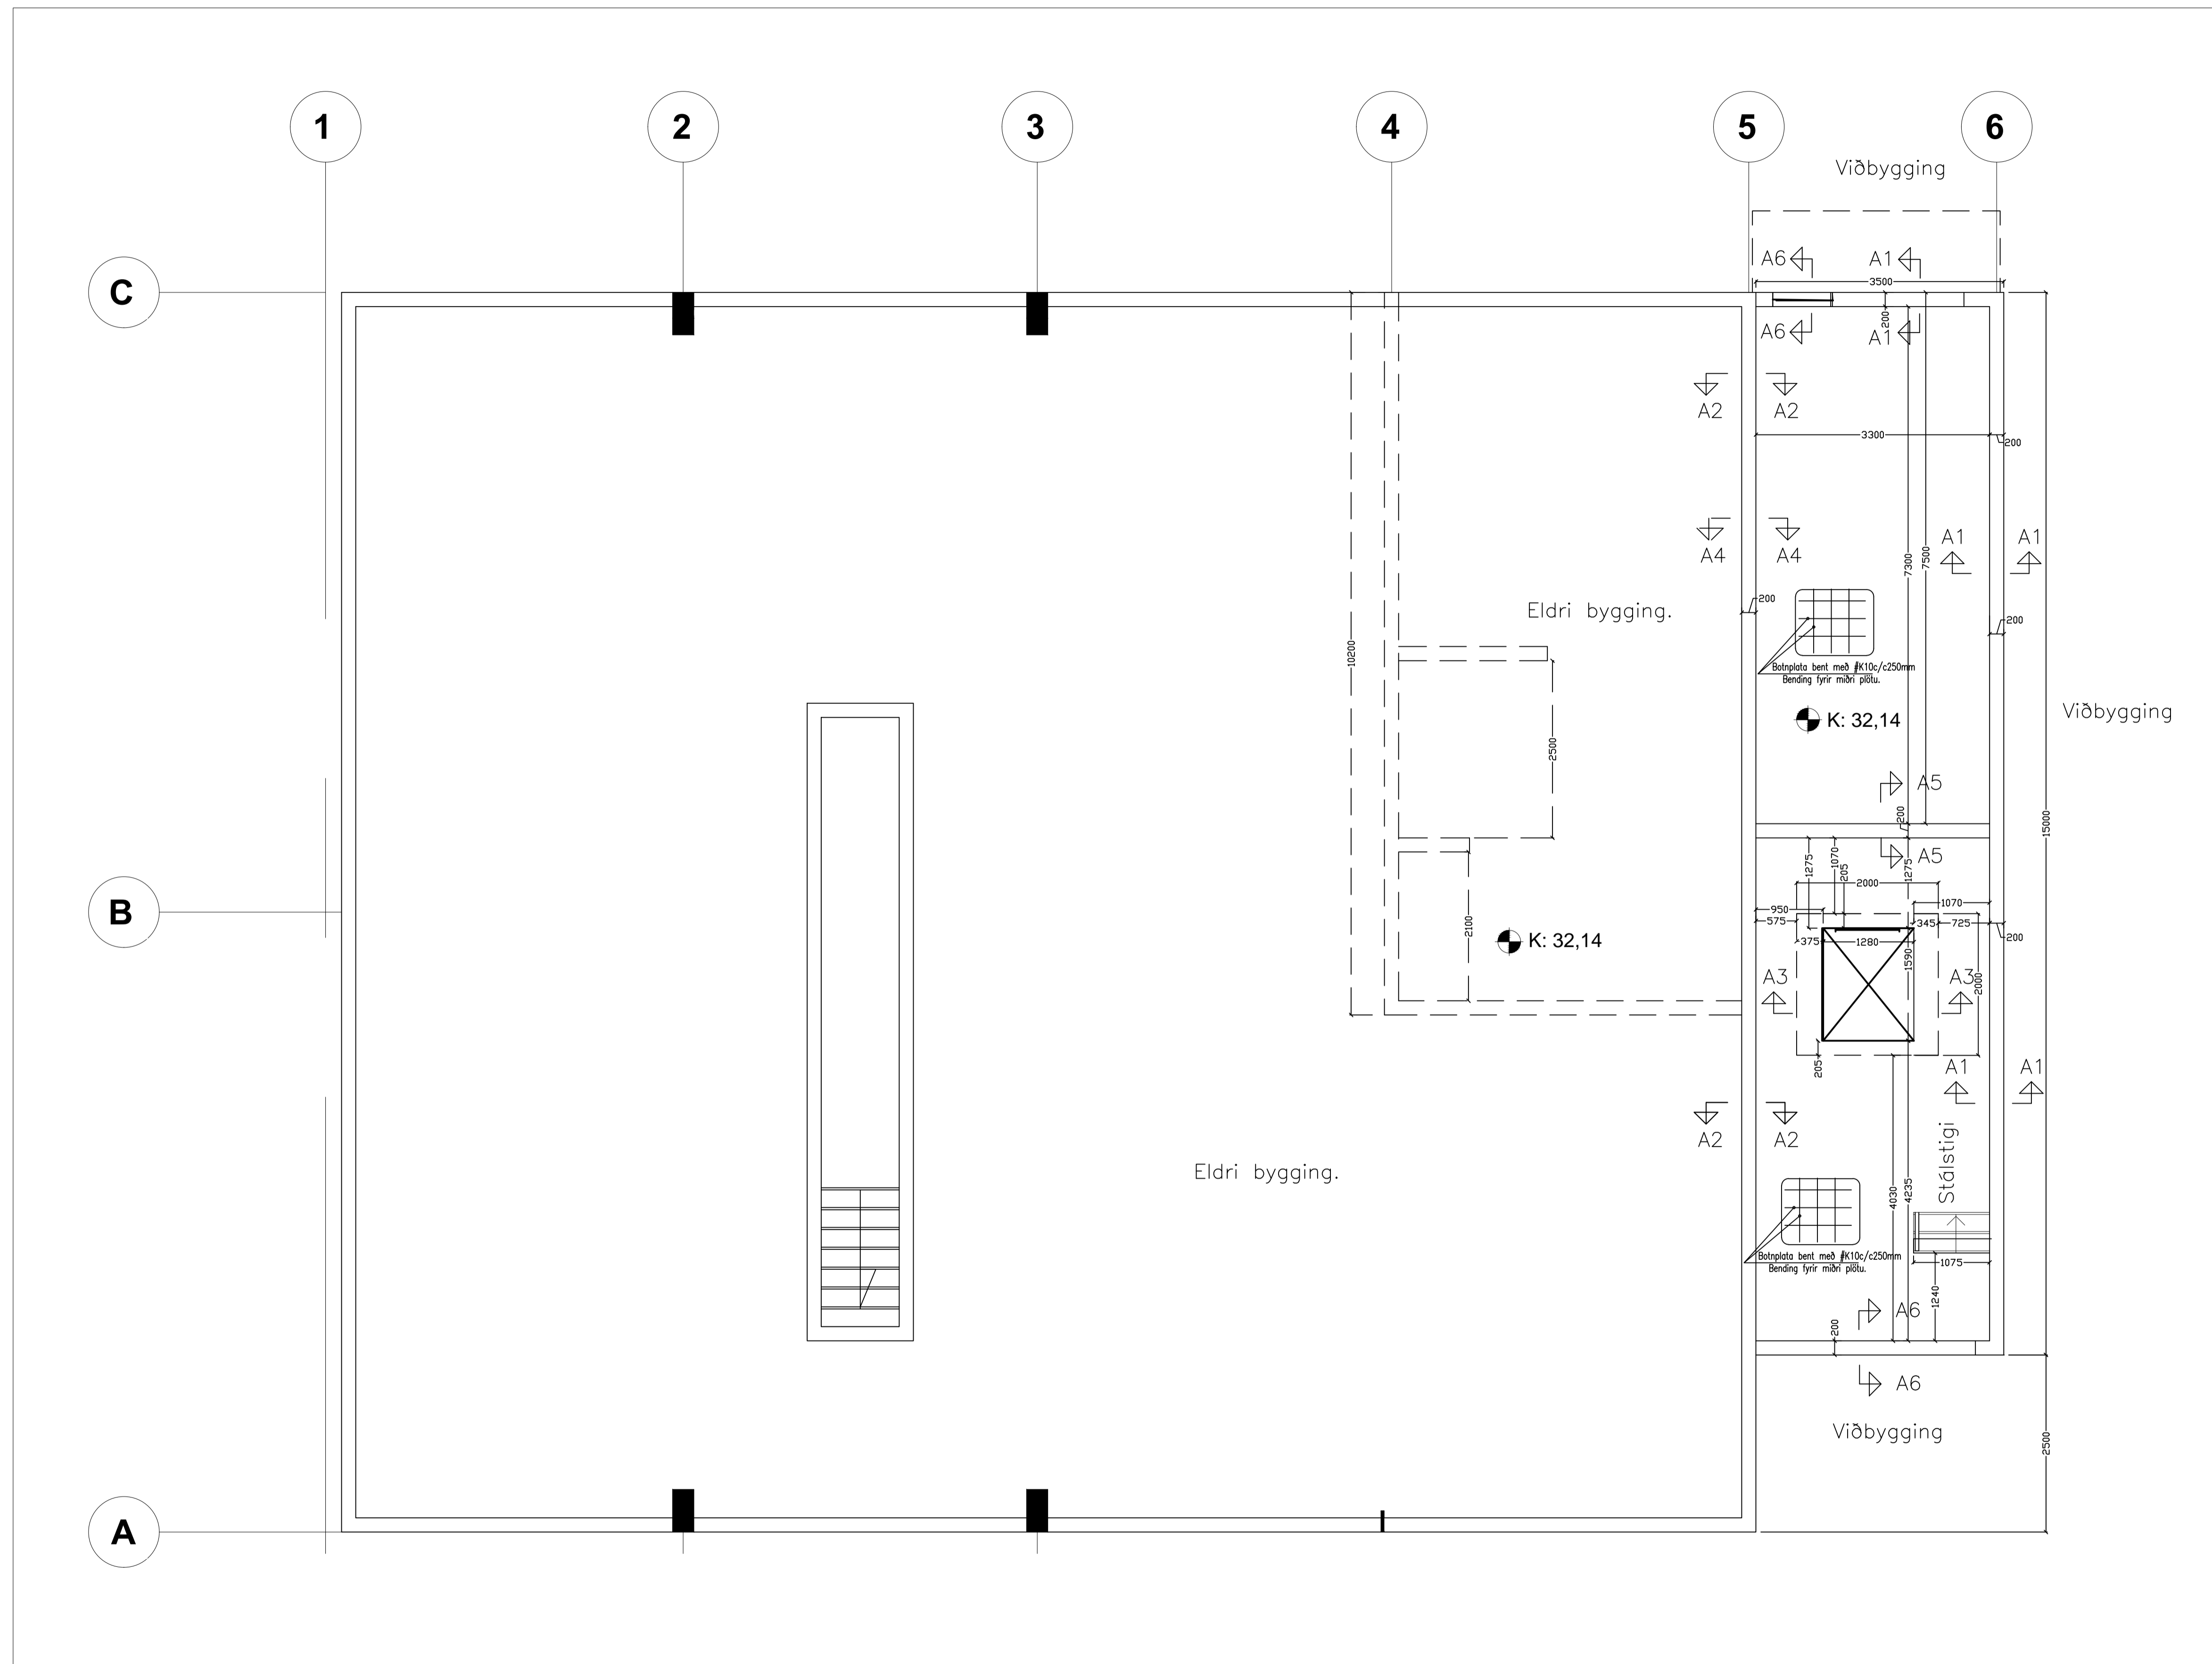 1 2 3 4 5 6
Viðbygging
C
A6 A1
3500
200
A6 A1
A2 A2
3300
200
A4 A4
A1 A1
7300
7500
200
Eldri bygging.
200
10200
Botnplata bent með #K10c/c250mm
Bending fyrir miðri plötu.
K: 32,14
Viðbygging
2500
A5
200
15000
A5
1275
1070
205
1275
2000
B
950
1070
575
345
725
2100
K: 32,14
375
1280
200
1590
A3 A3
2000
205
A1 A1
A2 A2
Stálstigi
Eldri bygging.
4030
4235
Botnplata bent með #K10c/c250mm
Bending fyrir miðri plötu.
1075
1240
A6
200
A6
Viðbygging
2500
A